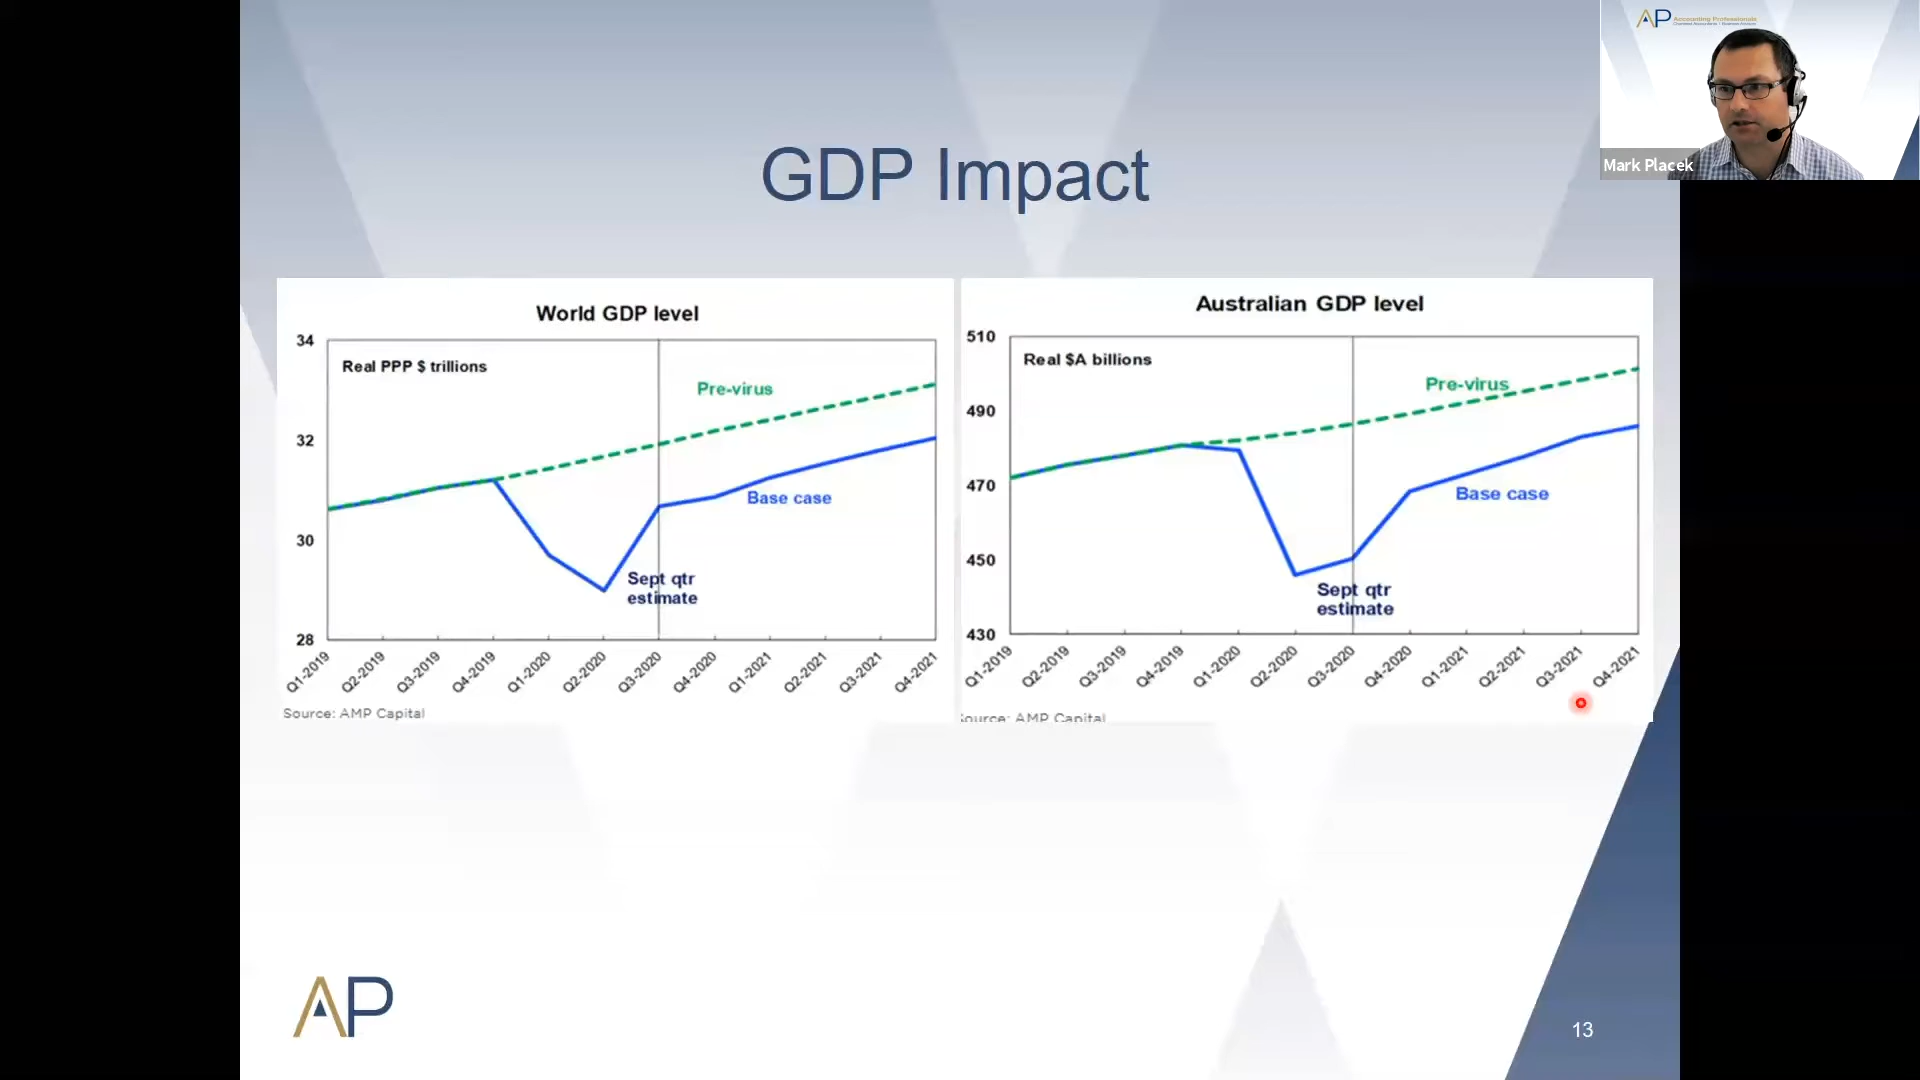 AP Accounting Professionals
Mark Placek
GDP Impact
World GDP level
Real PPP $ trillions
34
32
30
28
Pre-virus
Base case
Sept qtr
estimate
Q1-2019
Q2-2019
Q3-2019
Q4-2019
Q1-2020
Q2-2020
Q3-2020
Q4-2020
Q1-2021
Q2-2021
Q3-2021
Q4-2021
Source: AMP Capital
Australian GDP level
Real $A billions
510
490
470
450
430
Pre-virus
Base case
Sept qtr
estimate
Q1-2019
Q2-2019
Q3-2019
Q4-2019
Q1-2020
Q2-2020
Q3-2020
Q4-2020
Q1-2021
Q2-2021
Q3-2021
Q4-2021
Source: AMP Capital
AP
13